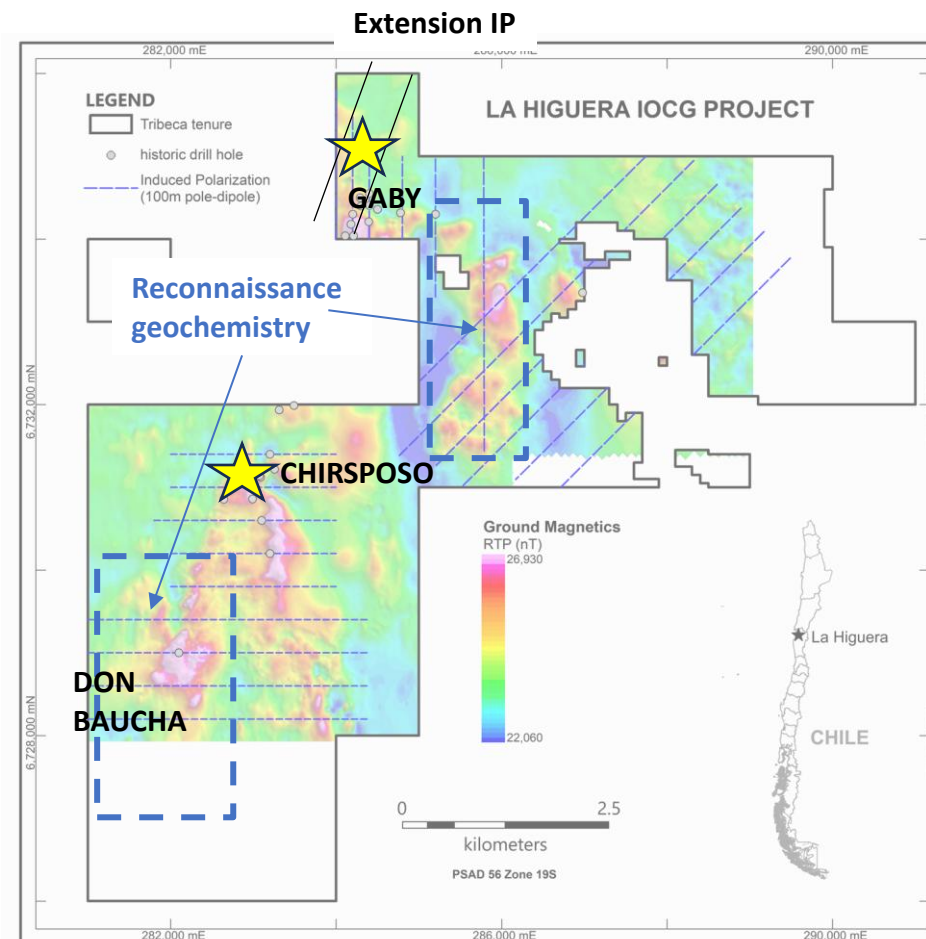 Extension IP
282,000 mE
286,000 mE
290,000 mE
LEGEND
Tribeca tenure
historic drill hole
Induced Polarization
(100m pole-dipole)
LA HIGUERA IOCG PROJECT
GABY
Reconnaissance
geochemistry
6,732,000 mN
CHIRSPOSO
Ground Magnetics
RTP (nT)
26,930
22,060
La Higuera
CHILE
DON
BAUCHA
6,728,000 mN
0
2.5
kilometers
PSAD 56 Zone 19S
282,000 mE
286,000 mE
290,000 mE